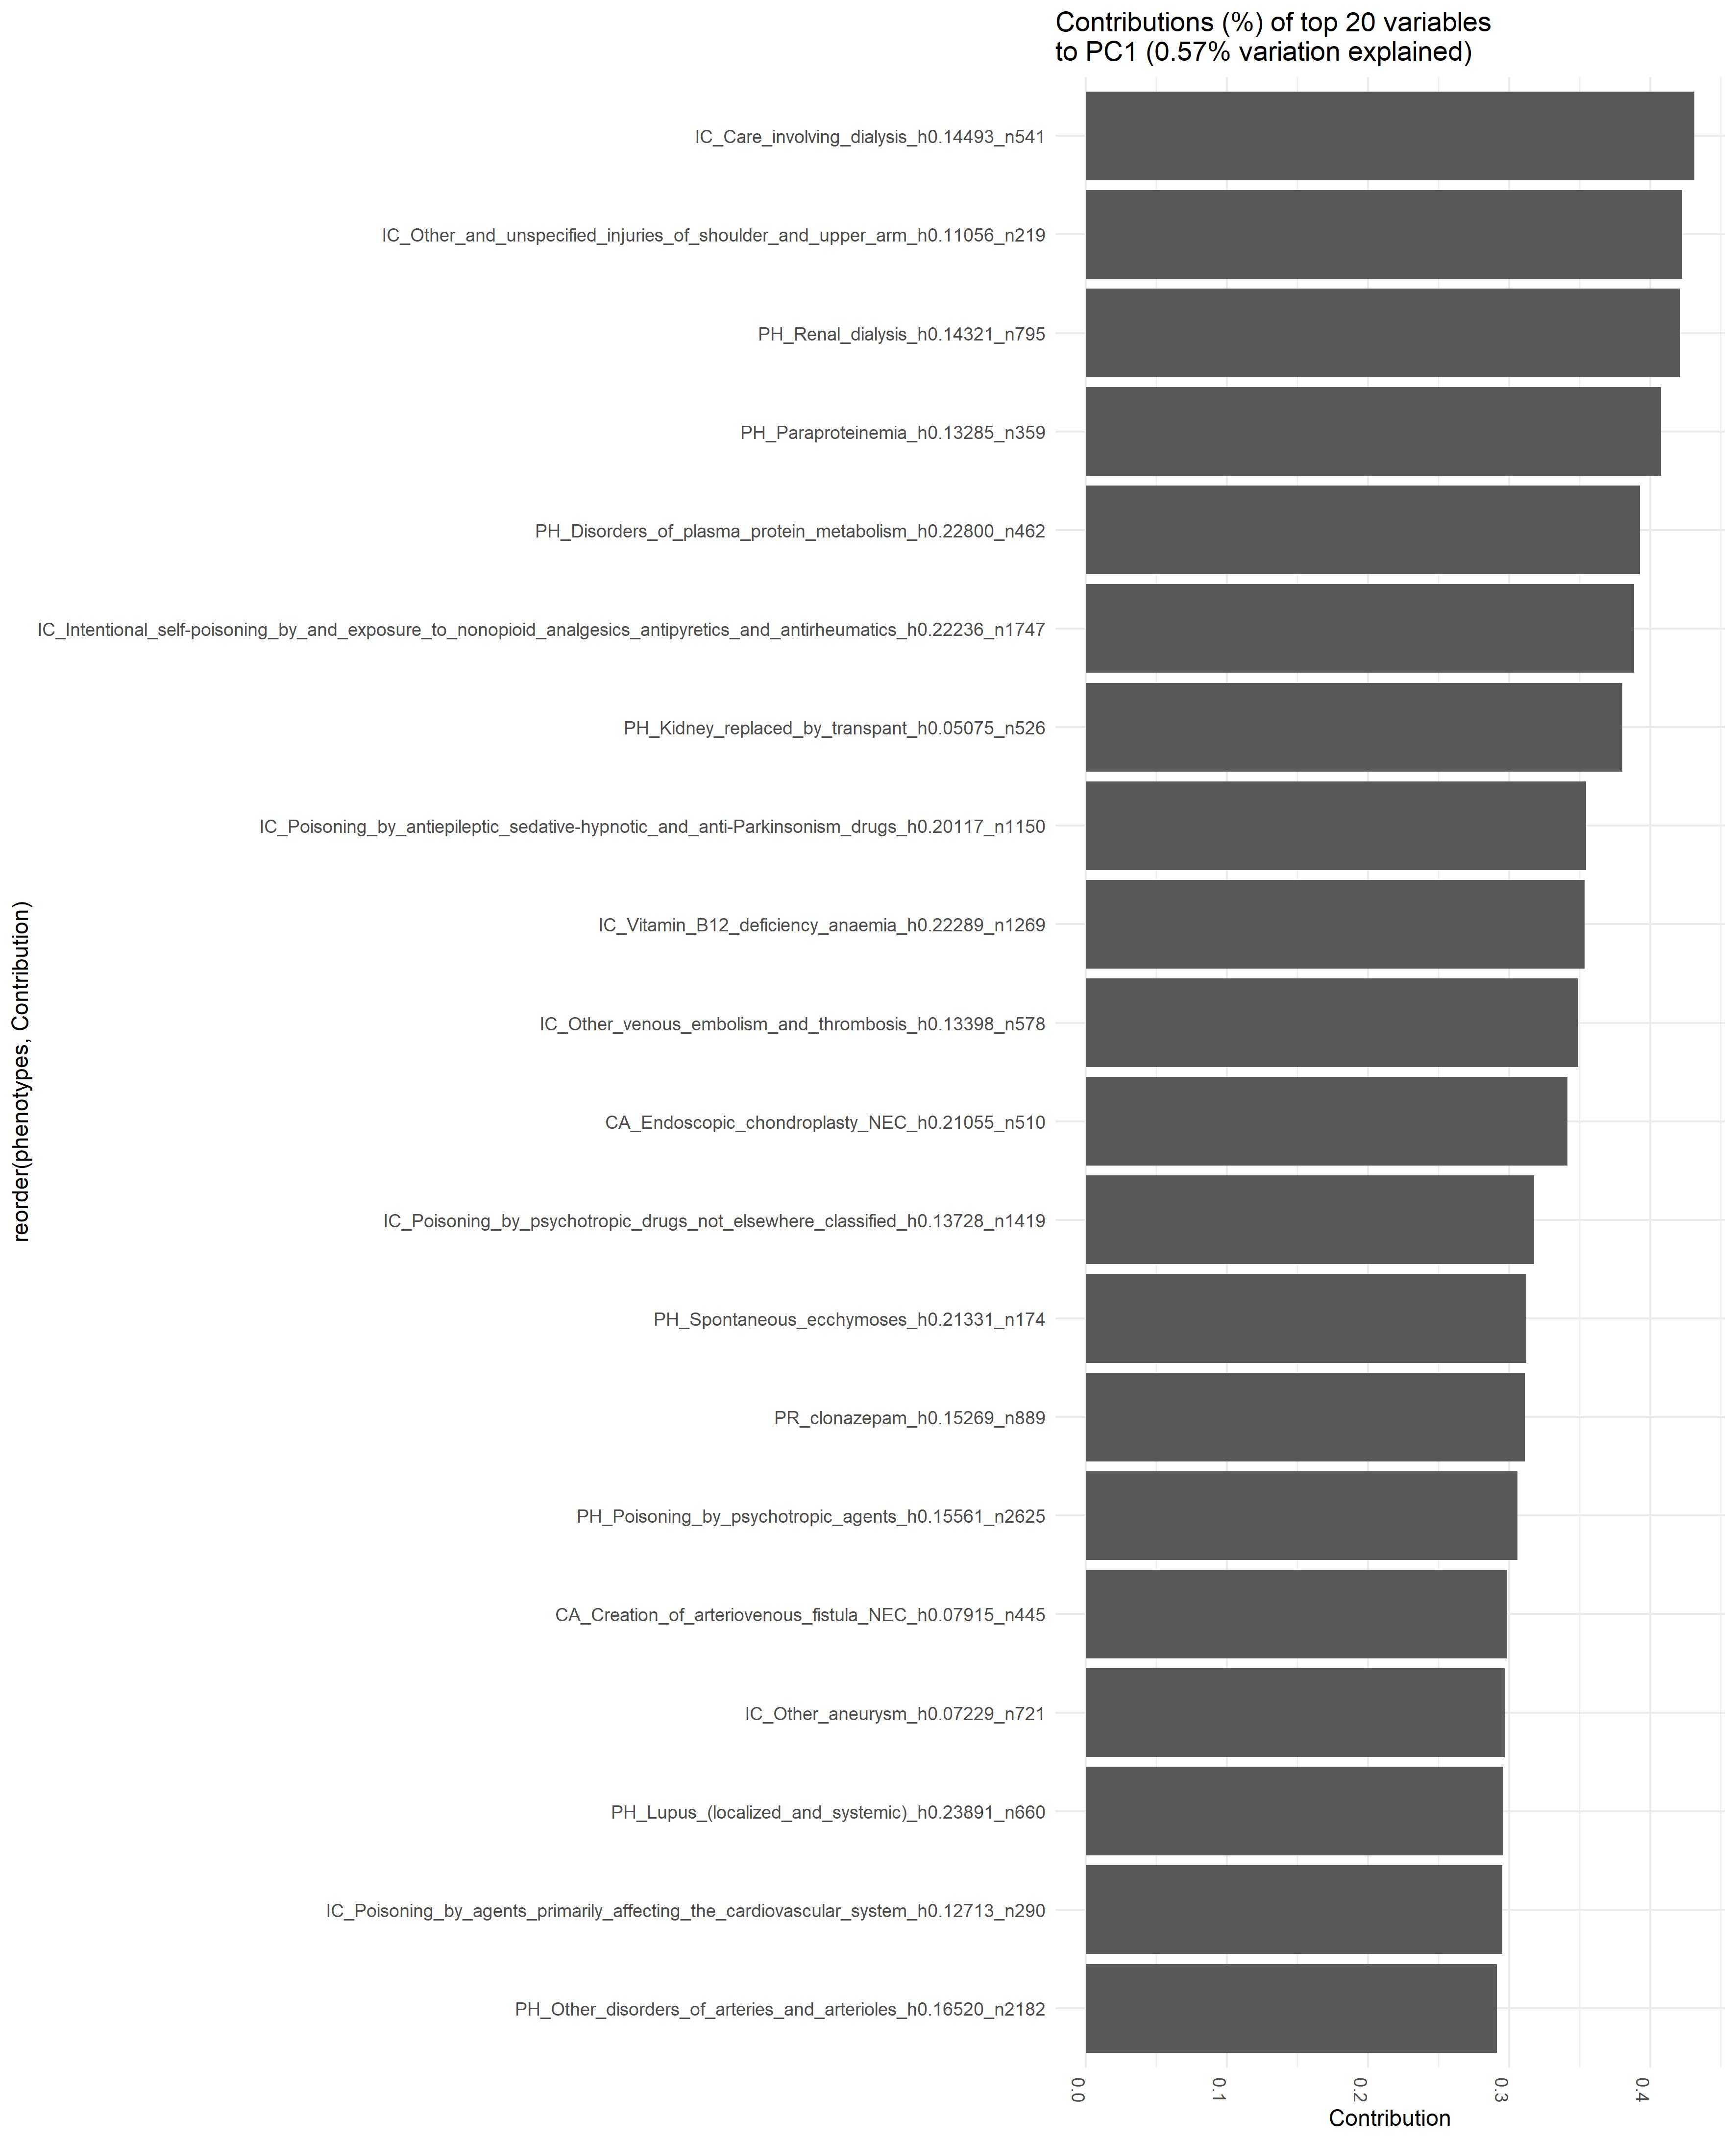 Contributions (%) of top 20 variables
to PC1 (0.57% variation explained)
IC_Care_involving_dialysis_h0.14493_n541
IC_Other_and_unspecified_injuries_of_shoulder_and_upper_arm_h0.11056_n219
PH_Renal_dialysis_h0.14321_n795
PH_Paraproteinemia_h0.13285_n359
PH_Disorders_of_plasma_protein_metabolism_h0.22800_n462
IC_Intentional_self-poisoning_by_and_exposure_to_nonopioid_analgesics_antipyretics_and_antirheumatics_h0.22236_n1747
PH_Kidney_replaced_by_transpant_h0.05075_n526
IC_Poisoning_by_antiepileptic_sedative-hypnotic_and_anti-Parkinsonism_drugs_h0.20117_n1150
IC_Vitamin_B12_deficiency_anaemia_h0.22289_n1269
IC_Other_venous_embolism_and_thrombosis_h0.13398_n578
CA_Endoscopic_chondroplasty_NEC_h0.21055_n510
IC_Poisoning_by_psychotropic_drugs_not_elsewhere_classified_h0.13728_n1419
PH_Spontaneous_ecchymoses_h0.21331_n174
PR_clonazepam_h0.15269_n889
PH_Poisoning_by_psychotropic_agents_h0.15561_n2625
CA_Creation_of_arteriovenous_fistula_NEC_h0.07915_n445
IC_Other_aneurysm_h0.07229_n721
PH_Lupus_(localized_and_systemic)_h0.23891_n660
IC_Poisoning_by_agents_primarily_affecting_the_cardiovascular_system_h0.12713_n290
PH_Other_disorders_of_arteries_and_arterioles_h0.16520_n2182
reorder(phenotypes, Contribution)
0.0
0.1
0.2
0.3
0.4
Contribution